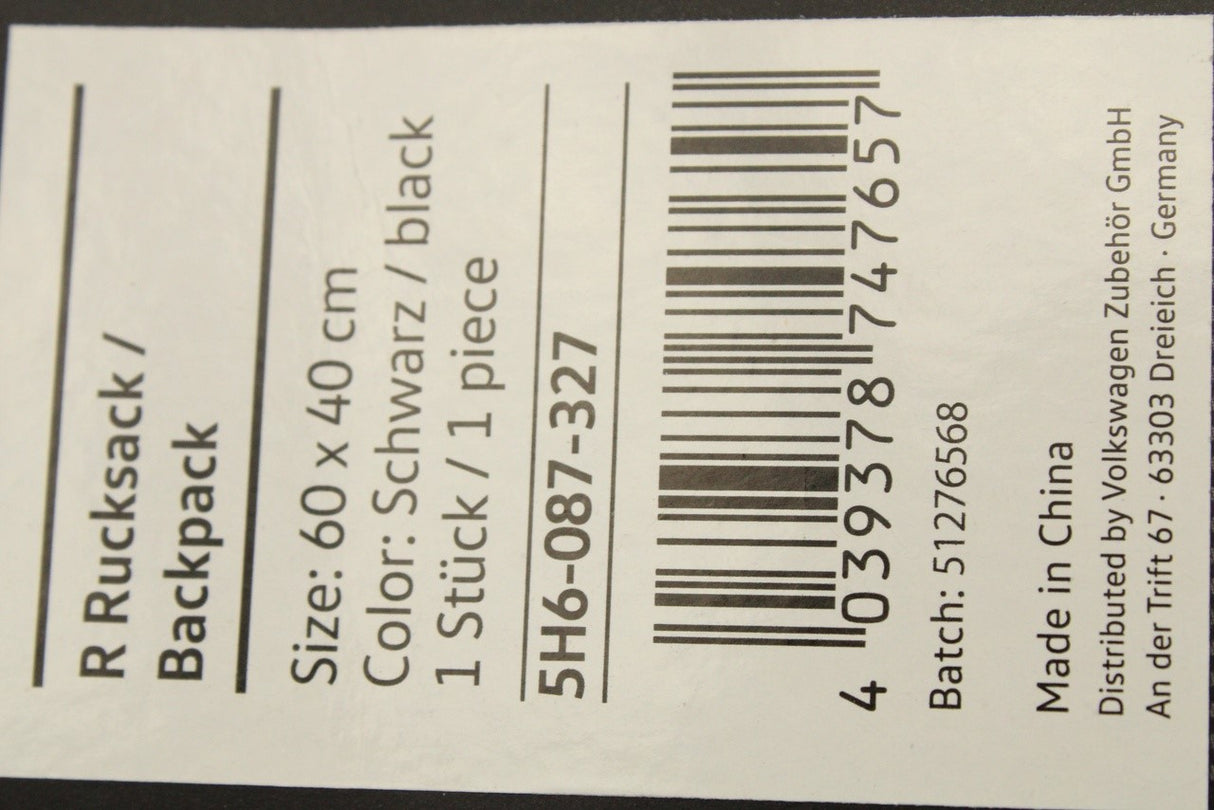 R Rucksack /
Backpack
Size: 60 x 40 cm
Color: Schwarz / black
1 Stück / 1 piece
5H6-087-327
4 039378 747657
Batch: 51276568
Made in China
Distributed by Volkswagen Zubehör GmbH
An der Trift 67 · 63303 Dreieich · Germany